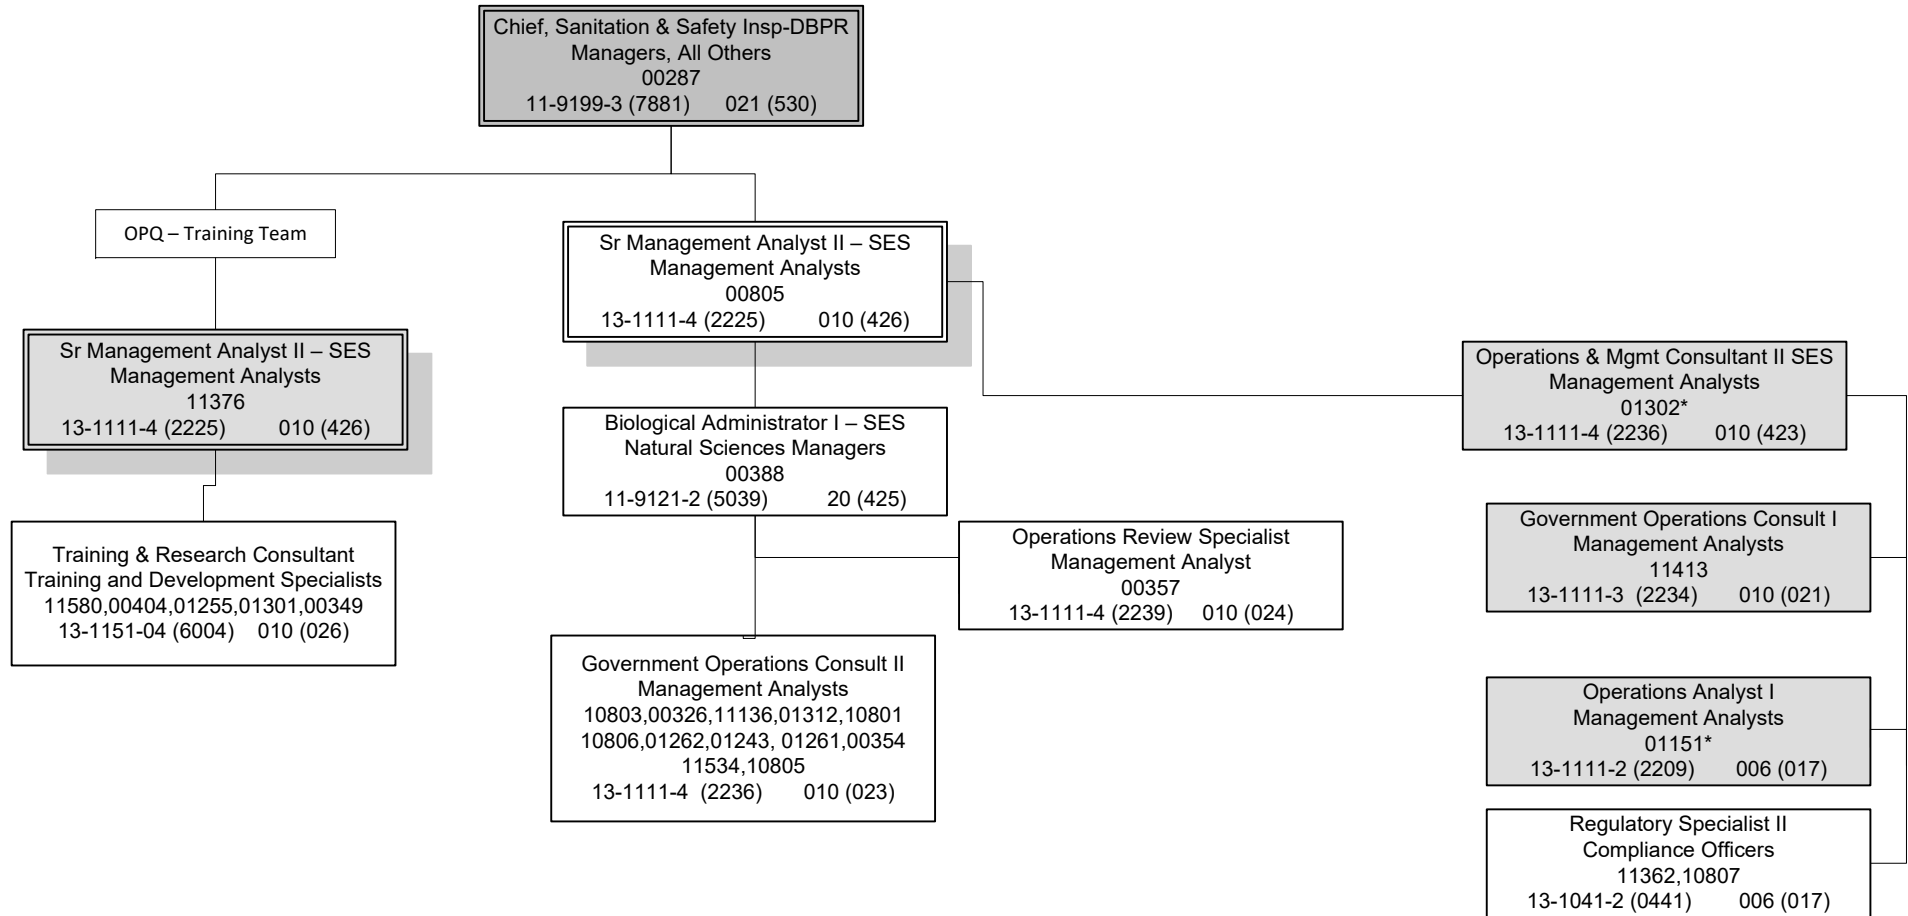 Chief, Sanitation & Safety Insp-DBPR
Managers, All Others
00287
11-9199-3 (7881) 021 (530)
OPQ – Training Team
Sr Management Analyst II – SES
Management Analysts
00805
13-1111-4 (2225) 010 (426)
Sr Management Analyst II – SES
Management Analysts
11376
13-1111-4 (2225) 010 (426)
Operations & Mgmt Consultant II SES
Management Analysts
01302*
13-1111-4 (2236) 010 (423)
Biological Administrator I – SES
Natural Sciences Managers
00388
11-9121-2 (5039) 20 (425)
Government Operations Consult I
Management Analysts
11413
13-1111-3 (2234) 010 (021)
Training & Research Consultant
Training and Development Specialists
11580,00404,01255,01301,00349
13-1151-04 (6004) 010 (026)
Operations Review Specialist
Management Analyst
00357
13-1111-4 (2239) 010 (024)
Government Operations Consult II
Management Analysts
10803,00326,11136,01312,10801
10806,01262,01243, 01261,00354
11534,10805
13-1111-4 (2236) 010 (023)
Operations Analyst I
Management Analysts
01151*
13-1111-2 (2209) 006 (017)
Regulatory Specialist II
Compliance Officers
11362,10807
13-1041-2 (0441) 006 (017)